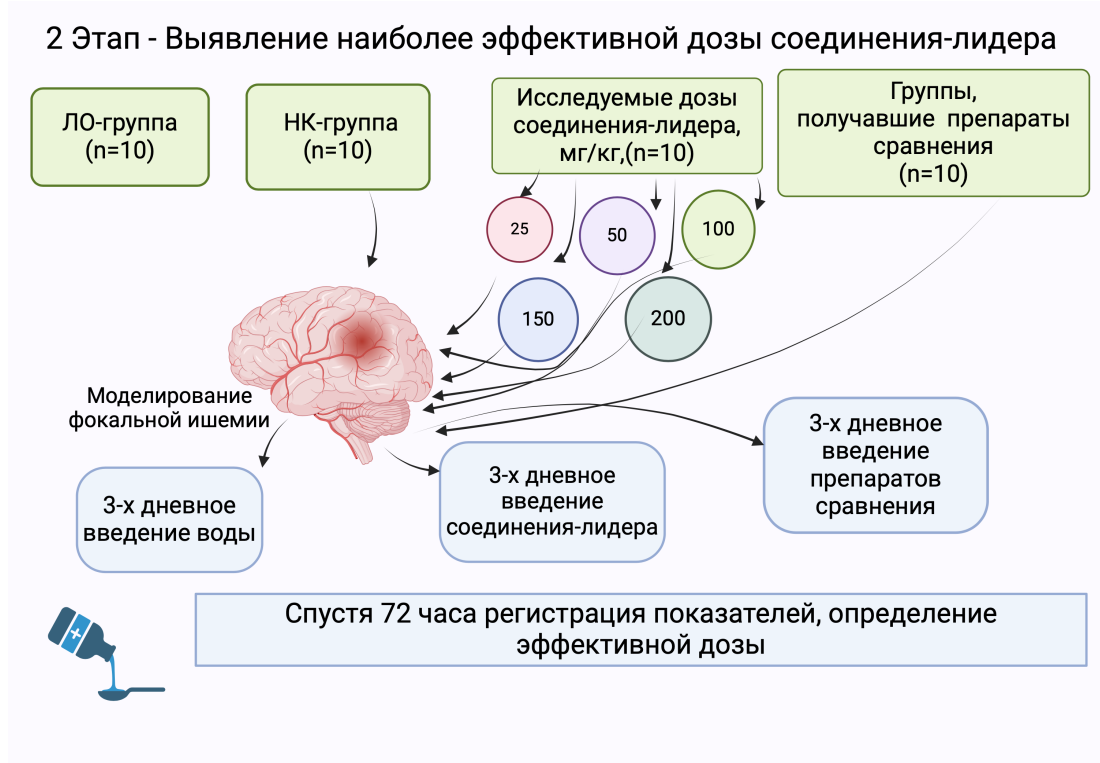 2 Этап - Выявление наиболее эффективной дозы соединения-лидера
ЛО-группа
(n=10)
НК-группа
(n=10)
Исследуемые дозы
соединения-лидера,
мг/кг,(n=10)
Группы,
получавшие препараты
сравнения
(n=10)
25
50
100
150
200
Моделирование
фокальной ишемии
3-х дневное
введение воды
3-х дневное
введение
соединения-лидера
3-х дневное
введение
препаратов
сравнения
Спустя 72 часа регистрация показателей, определение
эффективной дозы